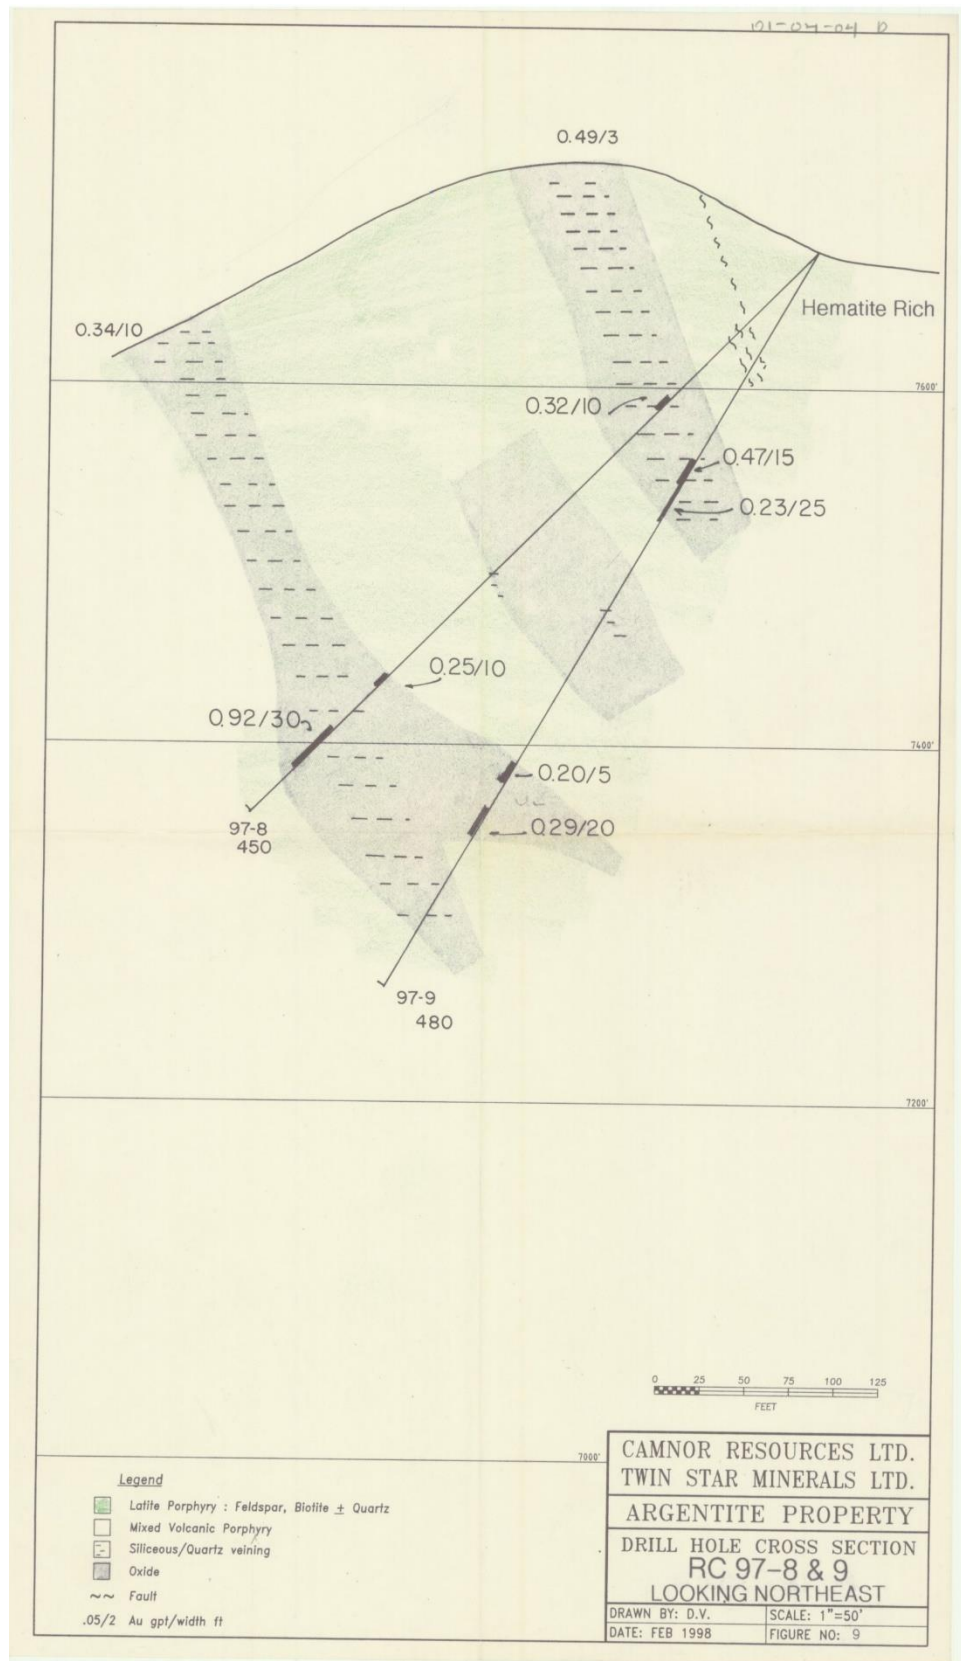 0.49/3
0.34/10
Hematite Rich
7600'
0.32/10
0.47/15
0.23/25
0.25/10
0.92/30
7400'
0.20/5
0.29/20
97-8
450
97-9
480
7200'
0 25 50 75 100 125
FEET
7000'
Legend
Latite Porphyry : Feldspar, Biotite ± Quartz
Mixed Volcanic Porphyry
Siliceous/Quartz veining
Oxide
~~ Fault
.05/2 Au gpt/width ft
CAMNOR RESOURCES LTD.
TWIN STAR MINERALS LTD.
ARGENTITE PROPERTY
DRILL HOLE CROSS SECTION
RC 97-8 & 9
LOOKING NORTHEAST
DRAWN BY: D.V. SCALE: 1"=50'
DATE: FEB 1998 FIGURE NO: 9